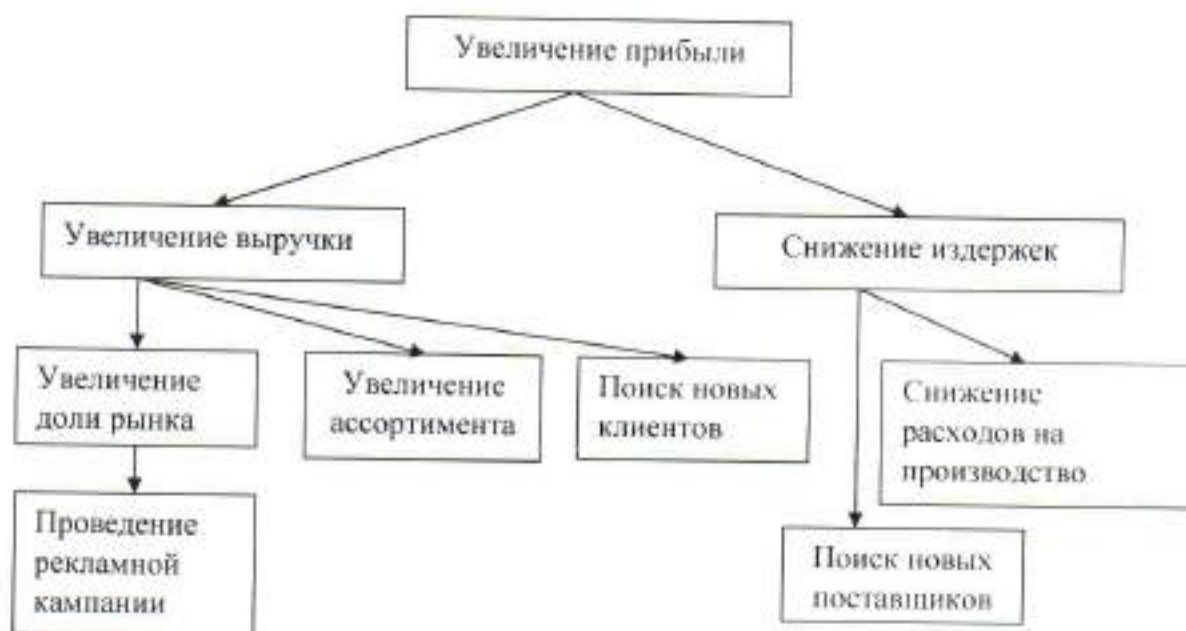 Увеличение прибыли
Увеличение выручки
Снижение издержек
Увеличение
доли рынка
Увеличение
ассортимента
Поиск новых
клиентов
Снижение
расходов на
производство
Проведение
рекламной
кампании
Поиск новых
поставщиков